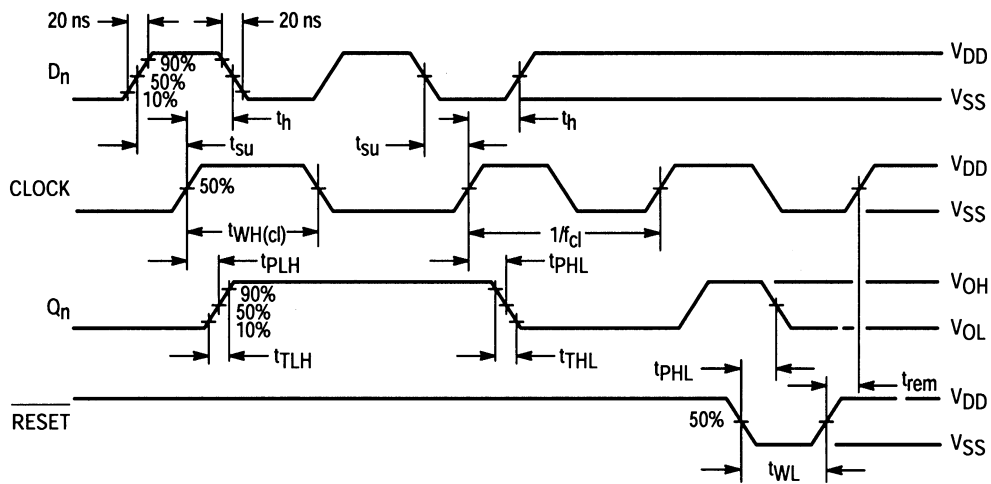 20 ns
20 ns
Dn
90%
50%
10%
VDD
VSS
th
th
tsu
tsu
CLOCK
50%
VDD
VSS
tWH(cl)
1/fcl
tPLH
tPHL
Qn
90%
50%
10%
VOH
VOL
tTLH
tTHL
tPHL
trem
RESET
50%
VDD
VSS
tWL